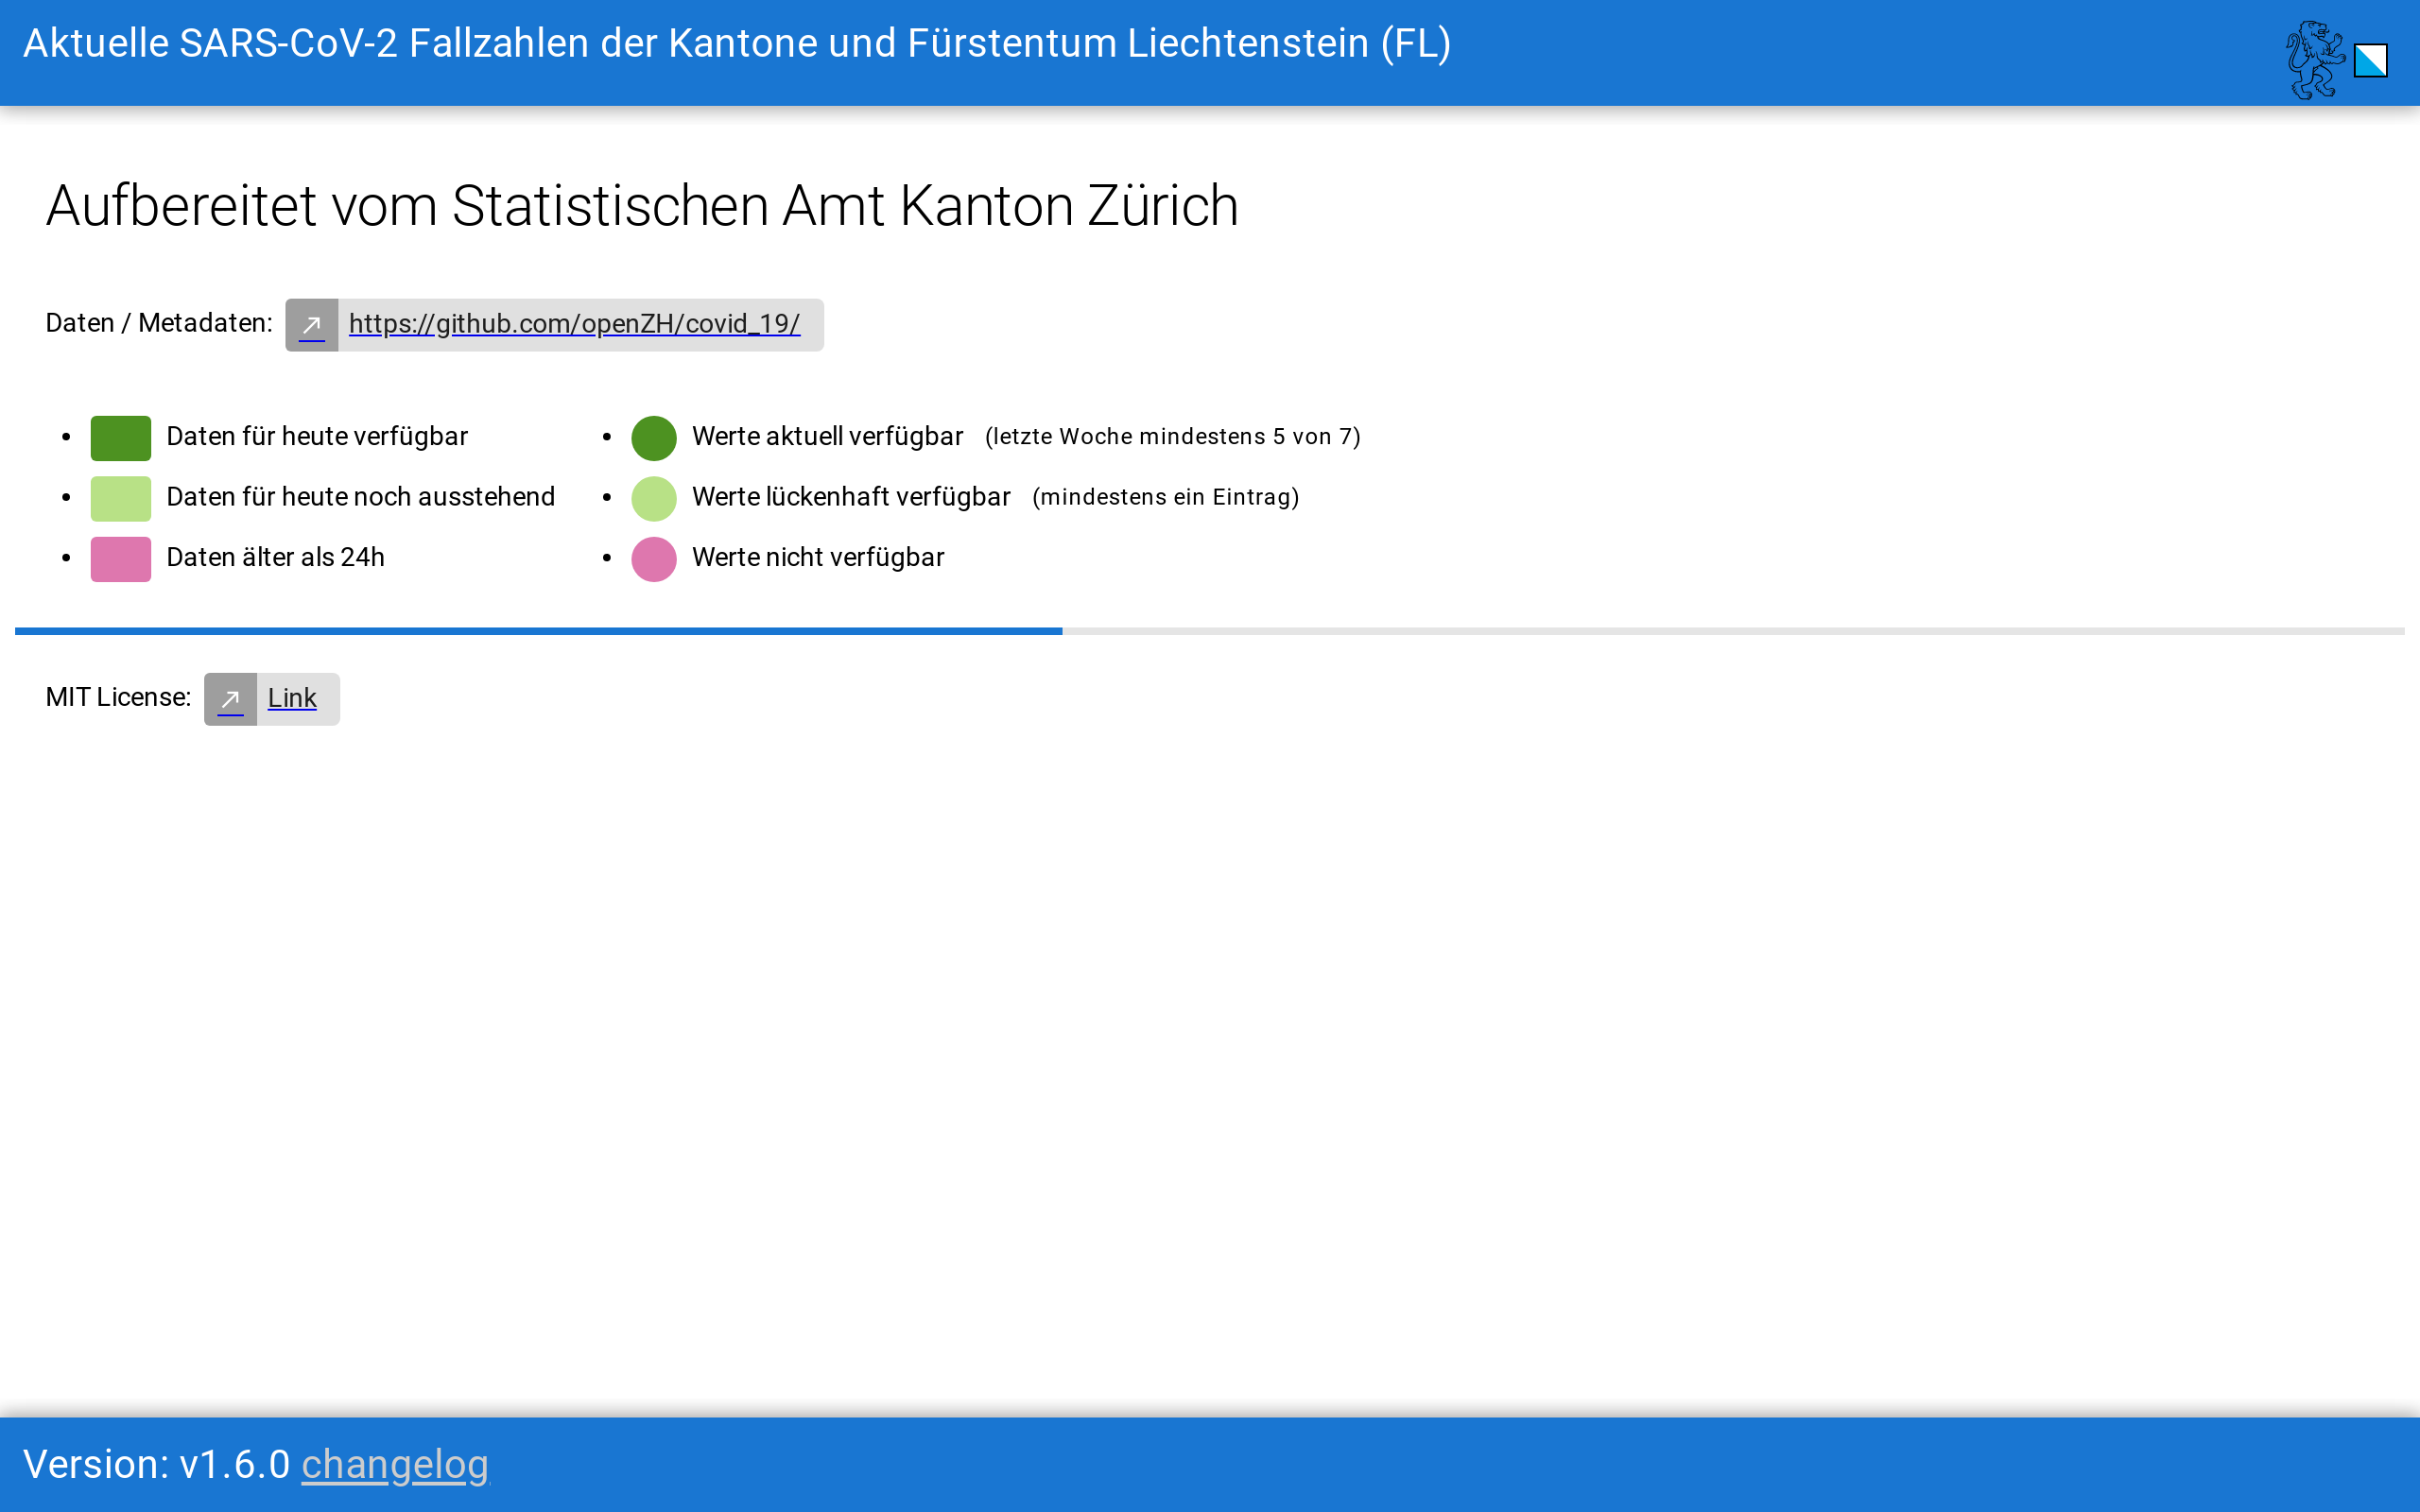 Aktuelle SARS-CoV-2 Fallzahlen der Kantone und Fürstentum Liechtenstein (FL)
Aufbereitet vom Statistischen Amt Kanton Zürich
Daten / Metadaten: https://github.com/openZH/covid_19/
Daten für heute verfügbar
Daten für heute noch ausstehend
Daten älter als 24h
Werte aktuell verfügbar (letzte Woche mindestens 5 von 7)
Werte lückenhaft verfügbar (mindestens ein Eintrag)
Werte nicht verfügbar
MIT License: Link
Version: v1.6.0 changelog